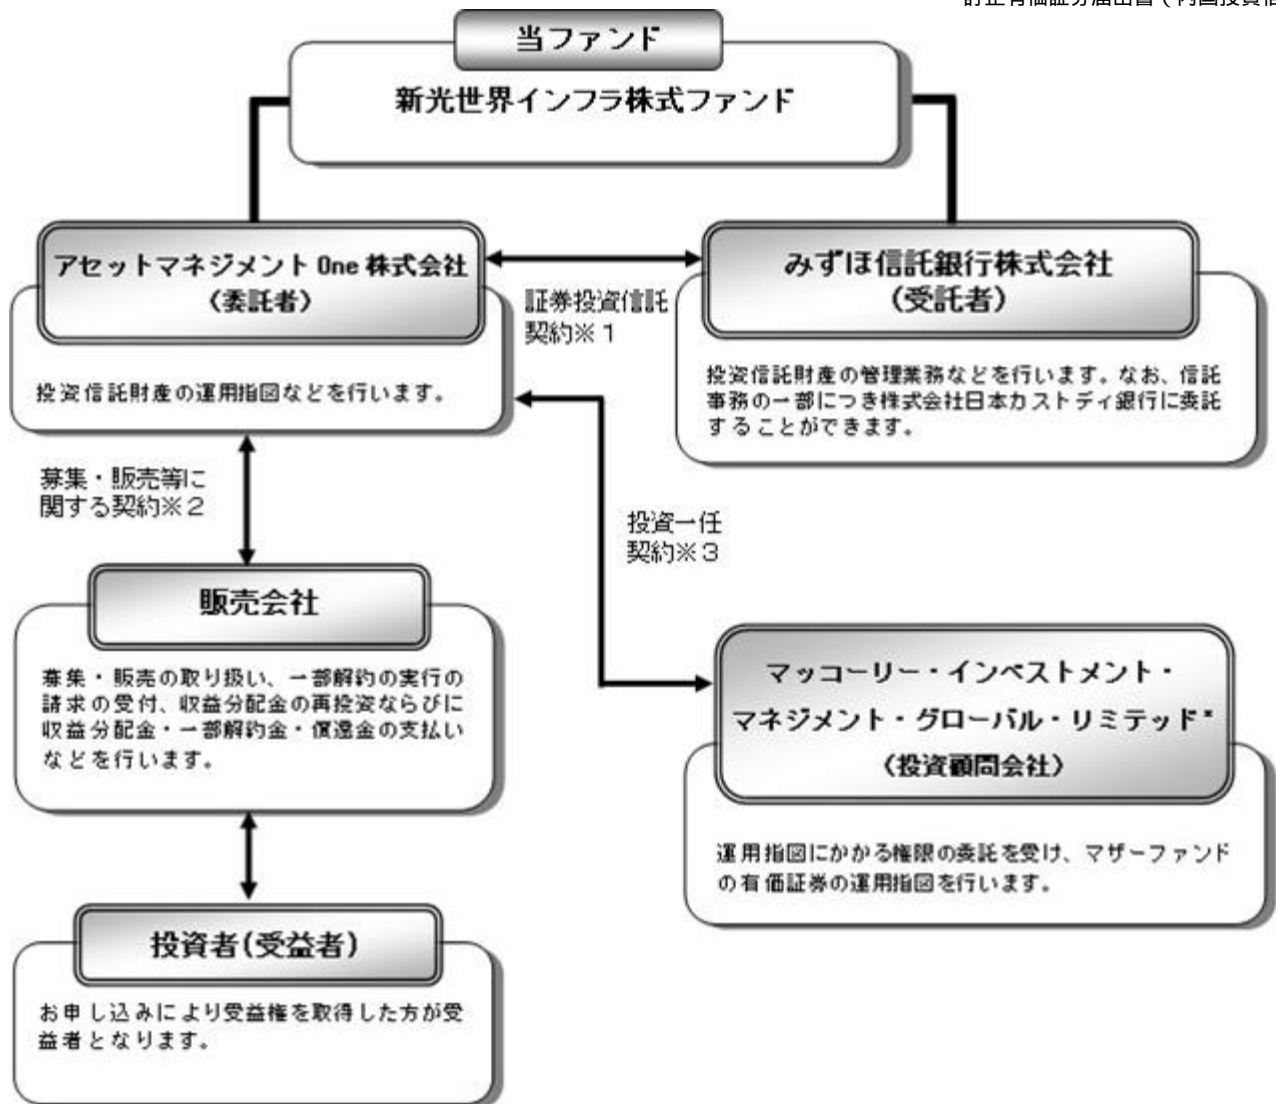 訂正有価証券届出書(内国投資信
当ファンド
新光世界インフラ株式ファンド
アセットマネジメント One 株式会社
(委託者)
投資信託財産の運用指図などを行います。
証券投資信託
契約※1
みずほ信託銀行株式会社
(受託者)
投資信託財産の管理業務などを行います。なお、信託
事務の一部につき株式会社日本カストディ銀行に委託
することができます。
募集・販売等に
関する契約※2
投資一任
契約※3
販売会社
募集・販売の取り扱い、一部解約の実行の
請求の受付、収益分配金の再投資ならびに
収益分配金・一部解約金・償還金の支払い
などを行います。
マッコーリー・インベストメント・
マネジメント・グローバル・リミテッド*
(投資顧問会社)
運用指図にかかる権限の委託を受け、マザーファンド
の有価証券の運用指図を行います。
投資者(受益者)
お申し込みにより受益権を取得した方が受
益者となります。